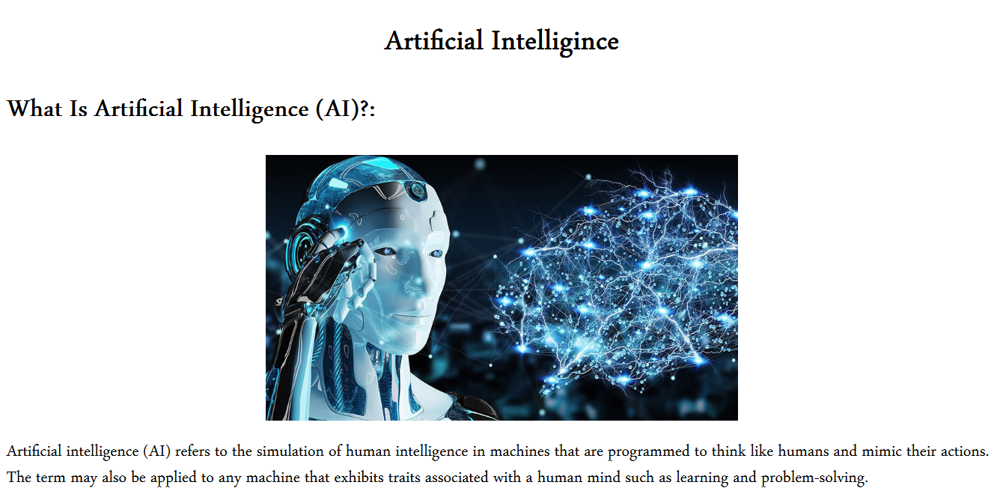 Artificial Intelligince
What Is Artificial Intelligence (AI)?:
Artificial intelligence (AI) refers to the simulation of human intelligence in machines that are programmed to think like humans and mimic their actions.
The term may also be applied to any machine that exhibits traits associated with a human mind such as learning and problem-solving.